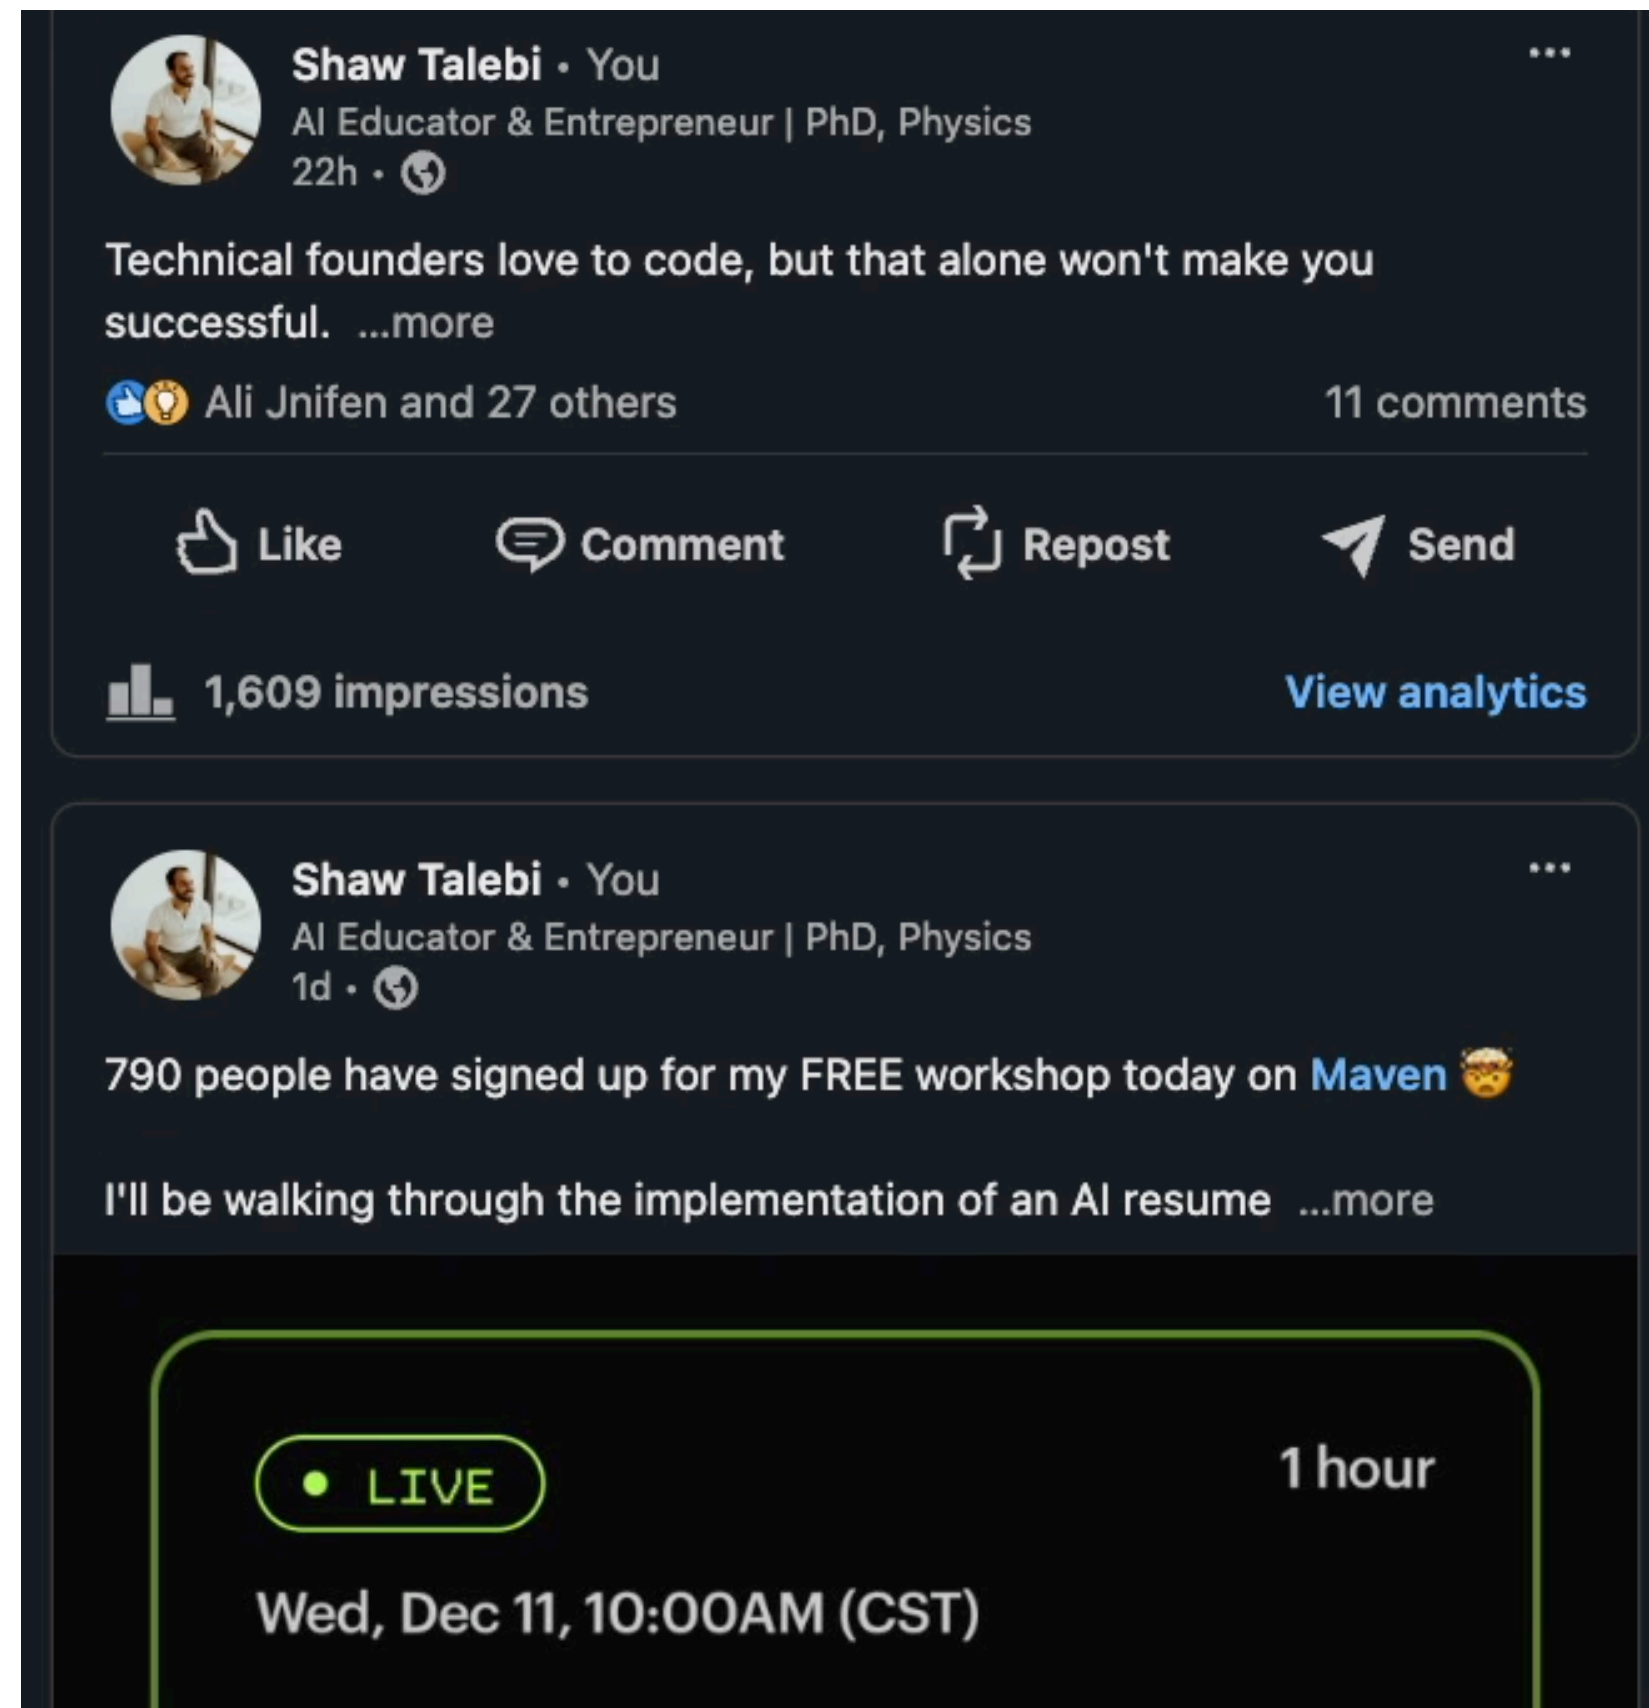 Shaw Talebi • You
AI Educator & Entrepreneur | PhD, Physics
22h •
Technical founders love to code, but that alone won't make you
successful. ...more
Ali Jnifen and 27 others
11 comments
Like
Comment
Repost
Send
1,609 impressions
View analytics
Shaw Talebi • You
AI Educator & Entrepreneur | PhD, Physics
1d •
790 people have signed up for my FREE workshop today on Maven 🤯
I'll be walking through the implementation of an AI resume ...more
• LIVE
1 hour
Wed, Dec 11, 10:00AM (CST)